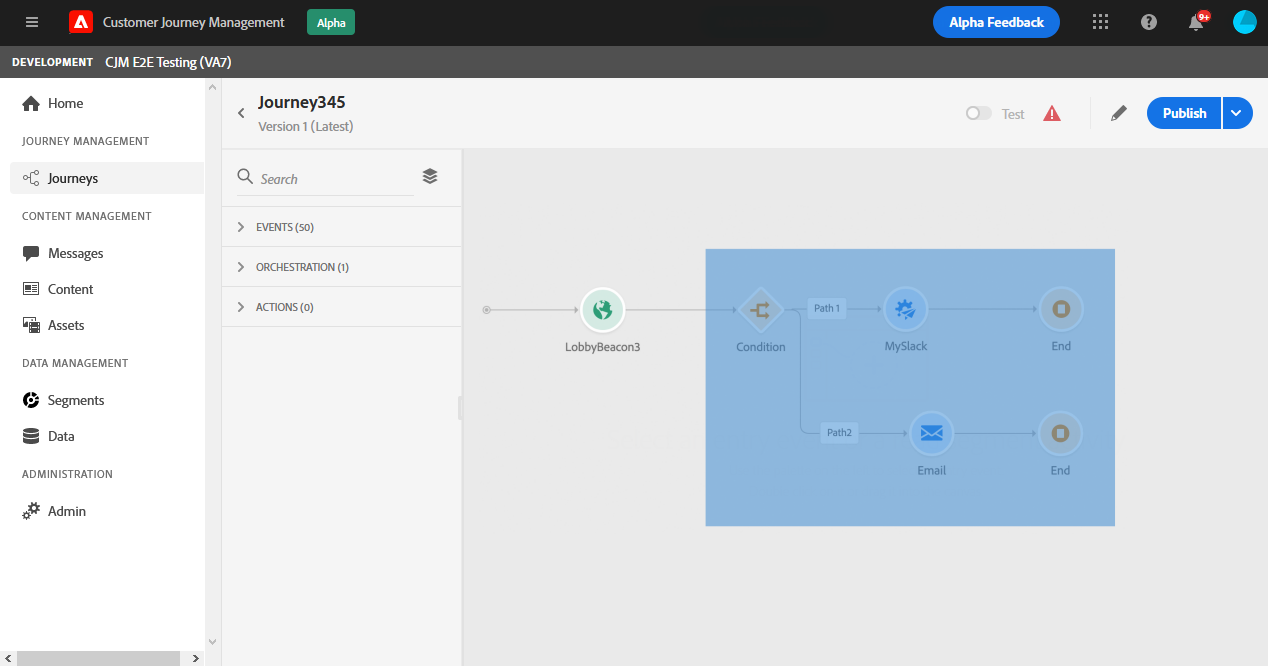 Customer Journey Management
Alpha
Alpha Feedback
9+
DEVELOPMENT CJM E2E Testing (VA7)
Home
JOURNEY MANAGEMENT
Journeys
CONTENT MANAGEMENT
Messages
Content
Assets
DATA MANAGEMENT
Segments
Data
ADMINISTRATION
Admin
Journey345
Version 1 (Latest)
Test
Publish
Search
EVENTS (50)
ORCHESTRATION (1)
ACTIONS (0)
LobbyBeacon3
Condition
Path 1
MySlack
End
Path2
Email
End